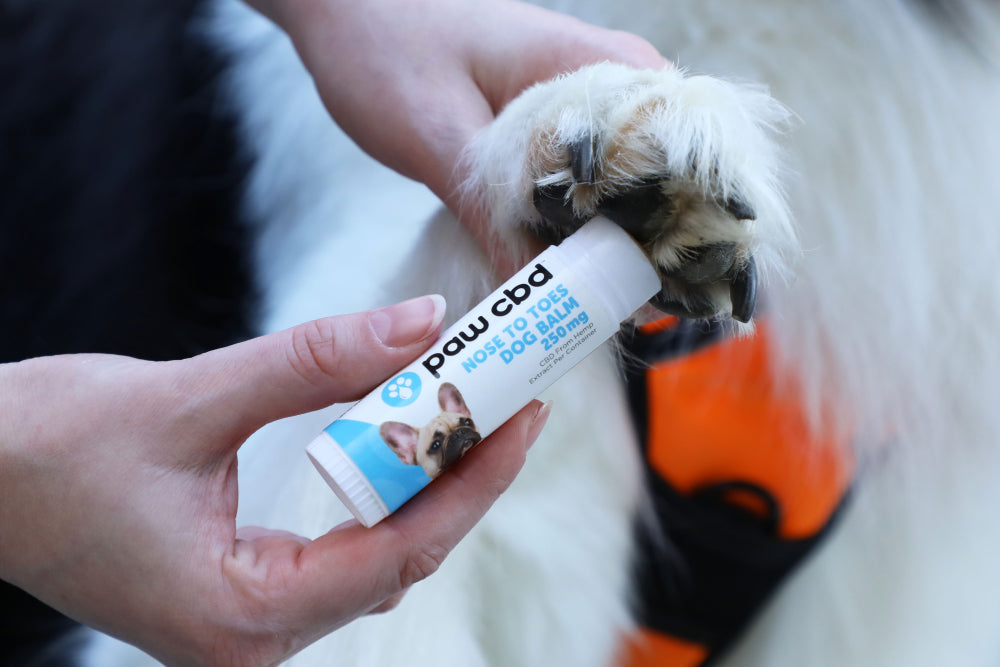 paw cbd
NOSE TO TOES
DOG BALM
250 mg
CBD From Hemp
Extract Per Container